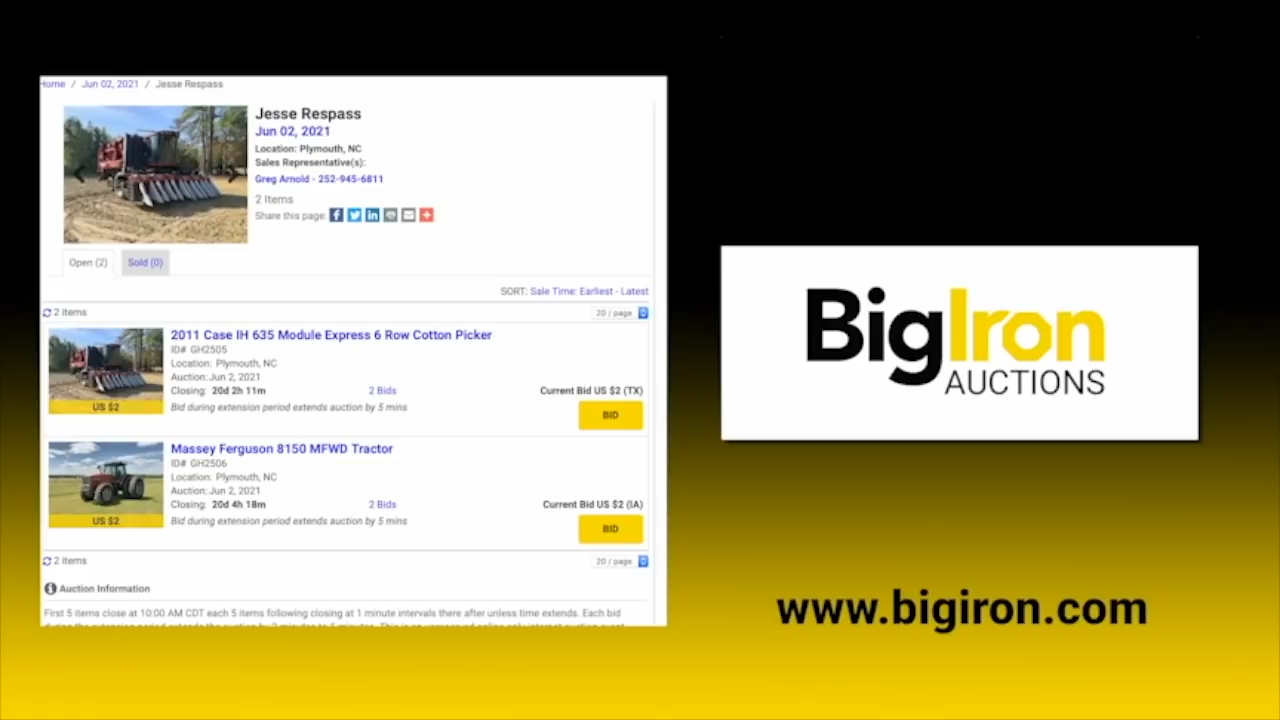 Home / Jun 02, 2021 / Jesse Respass
Jesse Respass
Jun 02, 2021
Location: Plymouth, NC
Sales Representative(s):
Greg Arnold - 252-945-6811
2 Items
Share this page:
Open (2) Sold (0)
SORT: Sale Time: Earliest - Latest
2 items 20 / page
2011 Case IH 635 Module Express 6 Row Cotton Picker
ID# GH2505
Location: Plymouth, NC
Auction: Jun 2, 2021
Closing: 20d 2h 11m 2 Bids Current Bid US $2 (TX)
US $2 Bid during extension period extends auction by 5 mins
BID
Massey Ferguson 8150 MFWD Tractor
ID# GH2506
Location: Plymouth, NC
Auction: Jun 2, 2021
Closing: 20d 4h 18m 2 Bids Current Bid US $2 (IA)
US $2 Bid during extension period extends auction by 5 mins
BID
2 items 20 / page
Auction Information
First 5 items close at 10:00 AM CDT each 5 items following closing at 1 minute intervals there after unless time extends. Each bid
BigIron
AUCTIONS
www.bigiron.com